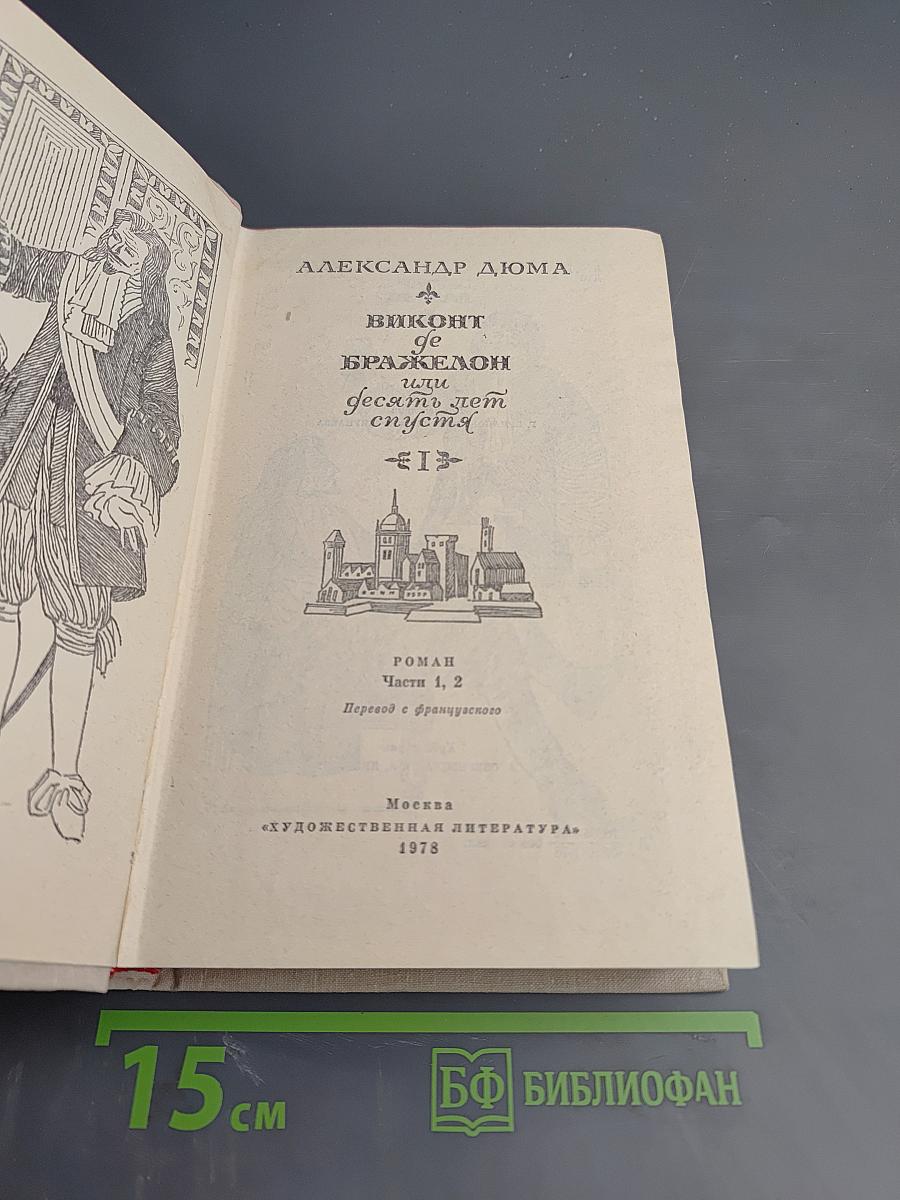 АЛЕКСАНДР ДЮМА
ВИКОНТ
де
БРАЖЕЛОН
или
десять лет
спустя
I
РОМАН
Части 1, 2
Перевод с французского
Москва
«ХУДОЖЕСТВЕННАЯ ЛИТЕРАТУРА»
1978
15 см
БФ БИБЛИОФАН